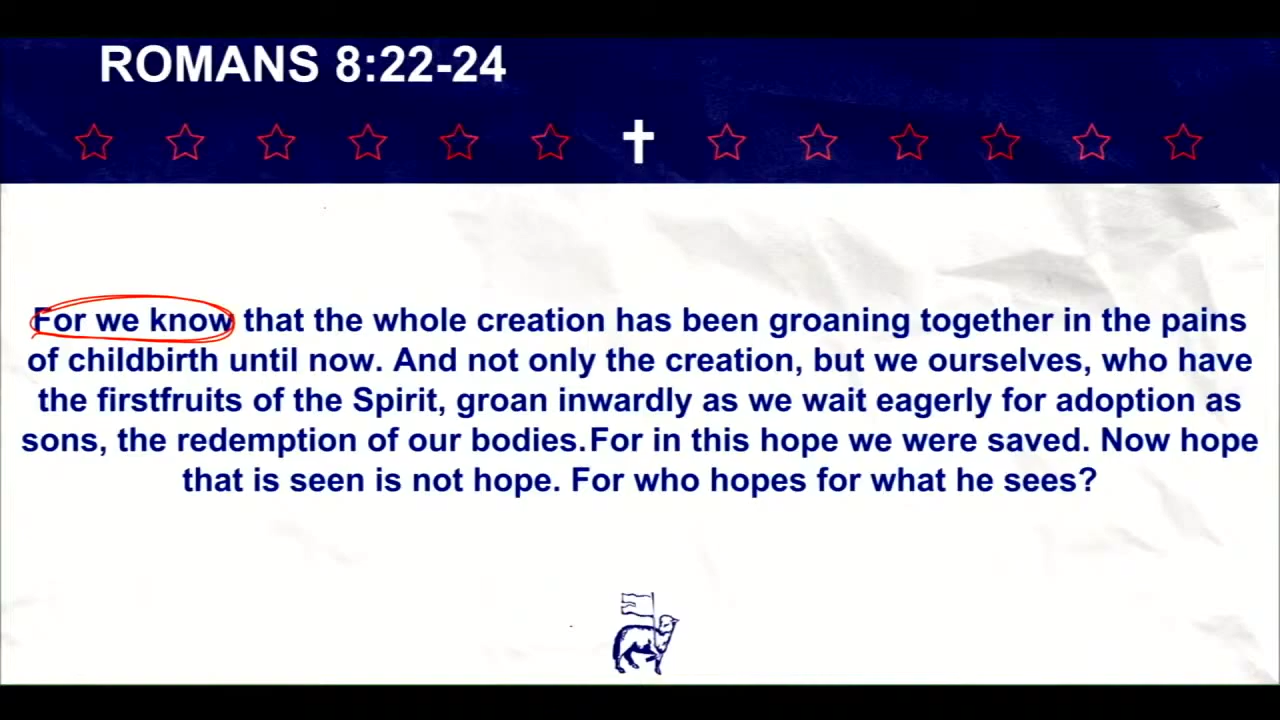 ROMANS 8:22-24
For we know that the whole creation has been groaning together in the pains
of childbirth until now. And not only the creation, but we ourselves, who have
the firstfruits of the Spirit, groan inwardly as we wait eagerly for adoption as
sons, the redemption of our bodies.For in this hope we were saved. Now hope
that is seen is not hope. For who hopes for what he sees?